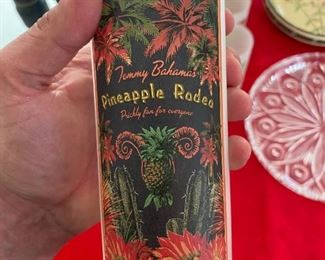 Tommy Bahama's
Pineapple Rodeo
Prickly fun for everyone